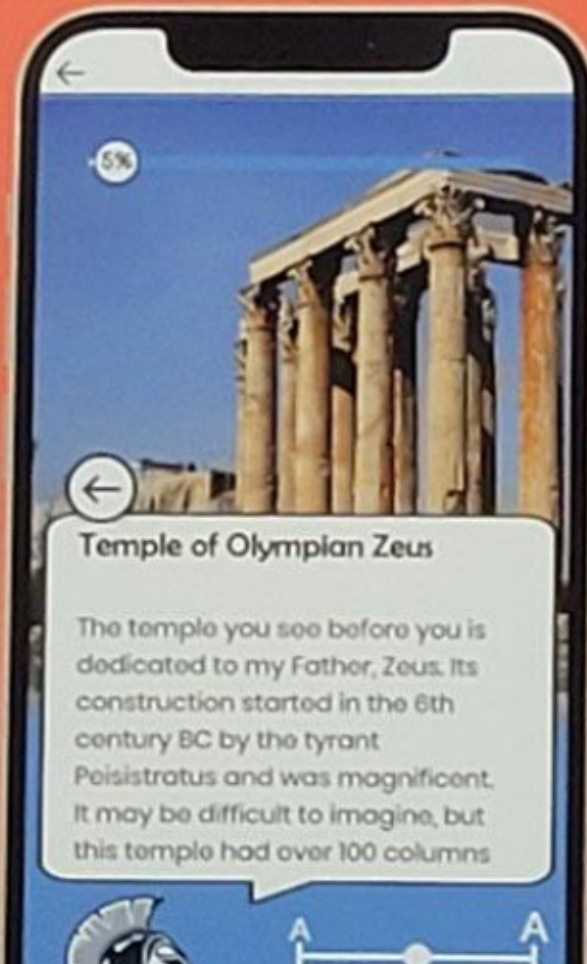 5%
Temple of Olympian Zeus
The temple you see before you is
dedicated to my Father, Zeus. Its
construction started in the 6th
century BC by the tyrant
Peisistratus and was magnificent.
It may be difficult to imagine, but
this temple had over 100 columns
A A